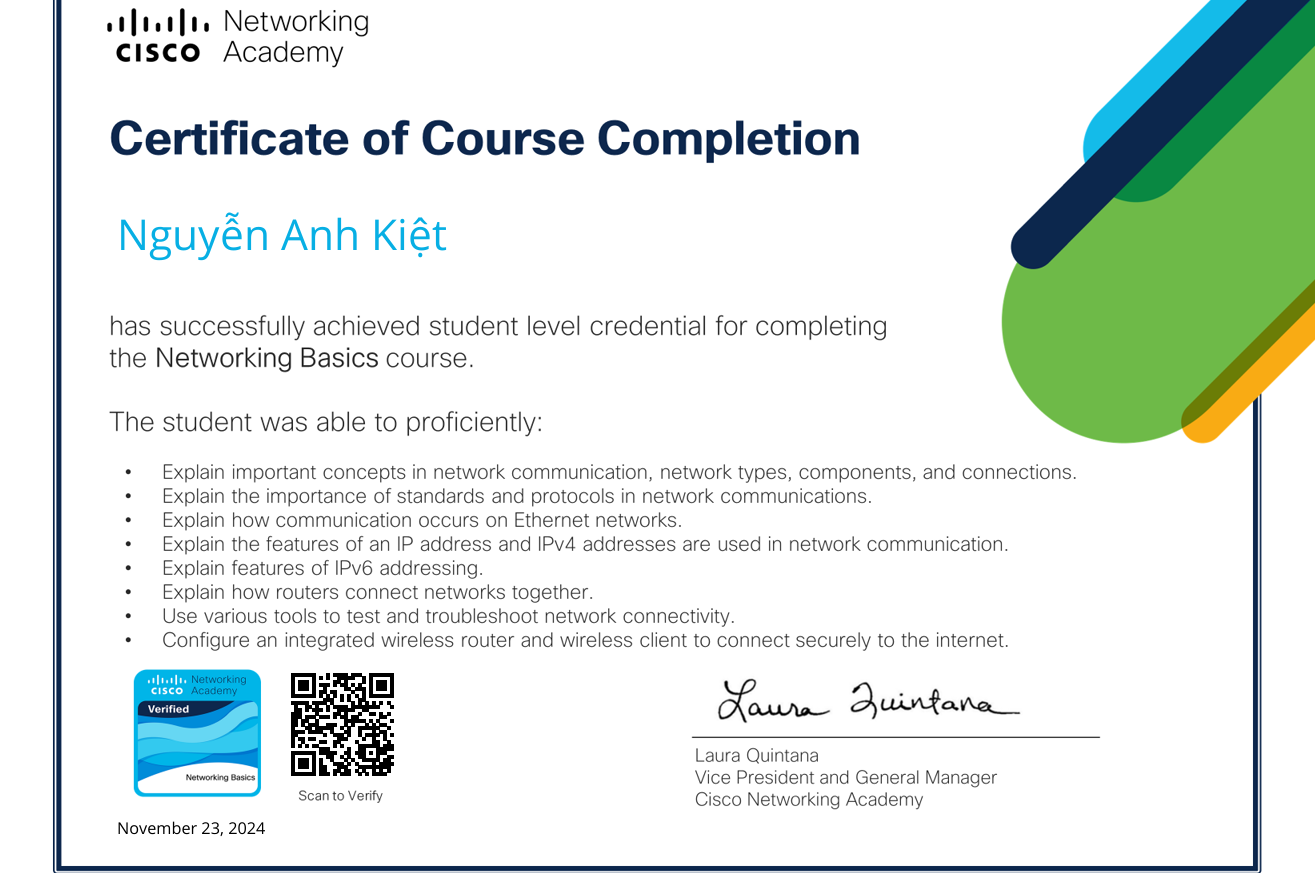 Networking
CISCO Academy
Certificate of Course Completion
Nguyễn Anh Kiệt
has successfully achieved student level credential for completing
the Networking Basics course.
The student was able to proficiently:
• Explain important concepts in network communication, network types, components, and connections.
• Explain the importance of standards and protocols in network communications.
• Explain how communication occurs on Ethernet networks.
• Explain the features of an IP address and IPv4 addresses are used in network communication.
• Explain features of IPv6 addressing.
• Explain how routers connect networks together.
• Use various tools to test and troubleshoot network connectivity.
• Configure an integrated wireless router and wireless client to connect securely to the internet.
Networking
CISCO Academy
Verified
Networking Basics
Scan to Verify
November 23, 2024
Laura Quintana
Laura Quintana
Vice President and General Manager
Cisco Networking Academy